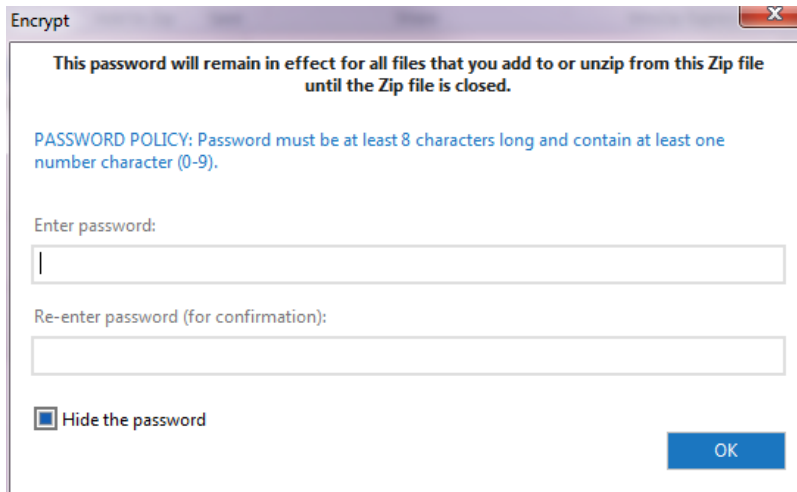 Encrypt
This password will remain in effect for all files that you add to or unzip from this Zip file
until the Zip file is closed.
PASSWORD POLICY: Password must be at least 8 characters long and contain at least one
number character (0-9).
Enter password:
Re-enter password (for confirmation):
Hide the password
OK